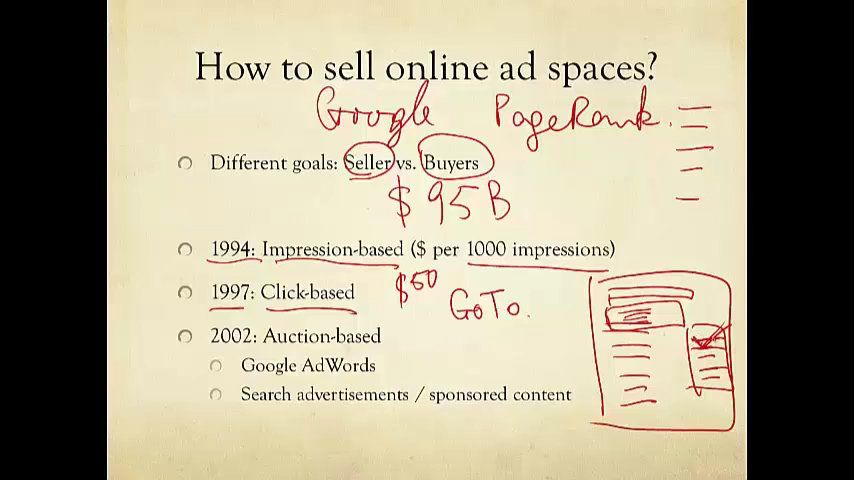 How to sell online ad spaces?
Google PageRank.
Different goals: Seller vs. Buyers
$ 95B
1994: Impression-based ($ per 1000 impressions)
$50
1997: Click-based
GoTo.
2002: Auction-based
Google AdWords
Search advertisements / sponsored content